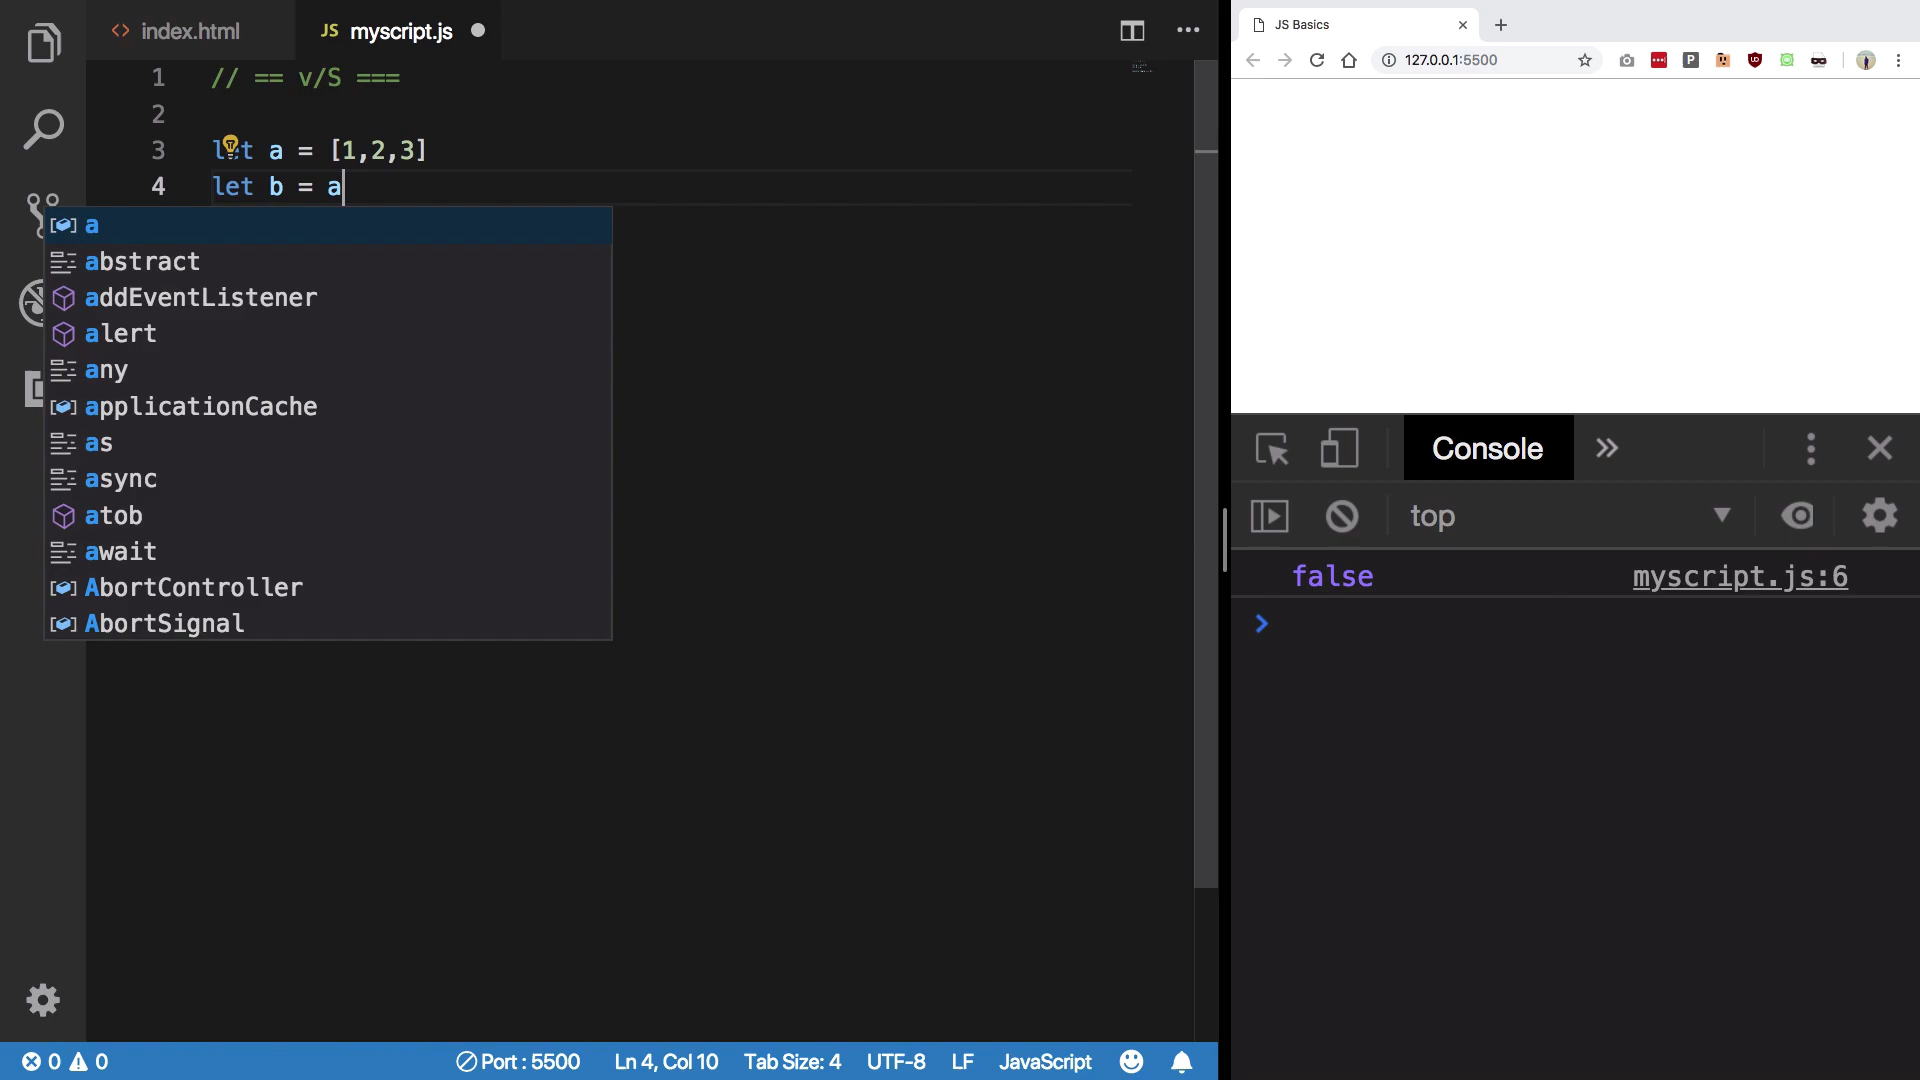 index.html
JS myscript.js
1 // == v/S ===
2
3 let a = [1,2,3]
4 let b = a
a
abstract
addEventListener
alert
any
applicationCache
as
async
atob
await
AbortController
AbortSignal
0 0
Port : 5500
Ln 4, Col 10
Tab Size: 4
UTF-8
LF
JavaScript
JS Basics
127.0.0.1:5500
Console
top
false myscript.js:6